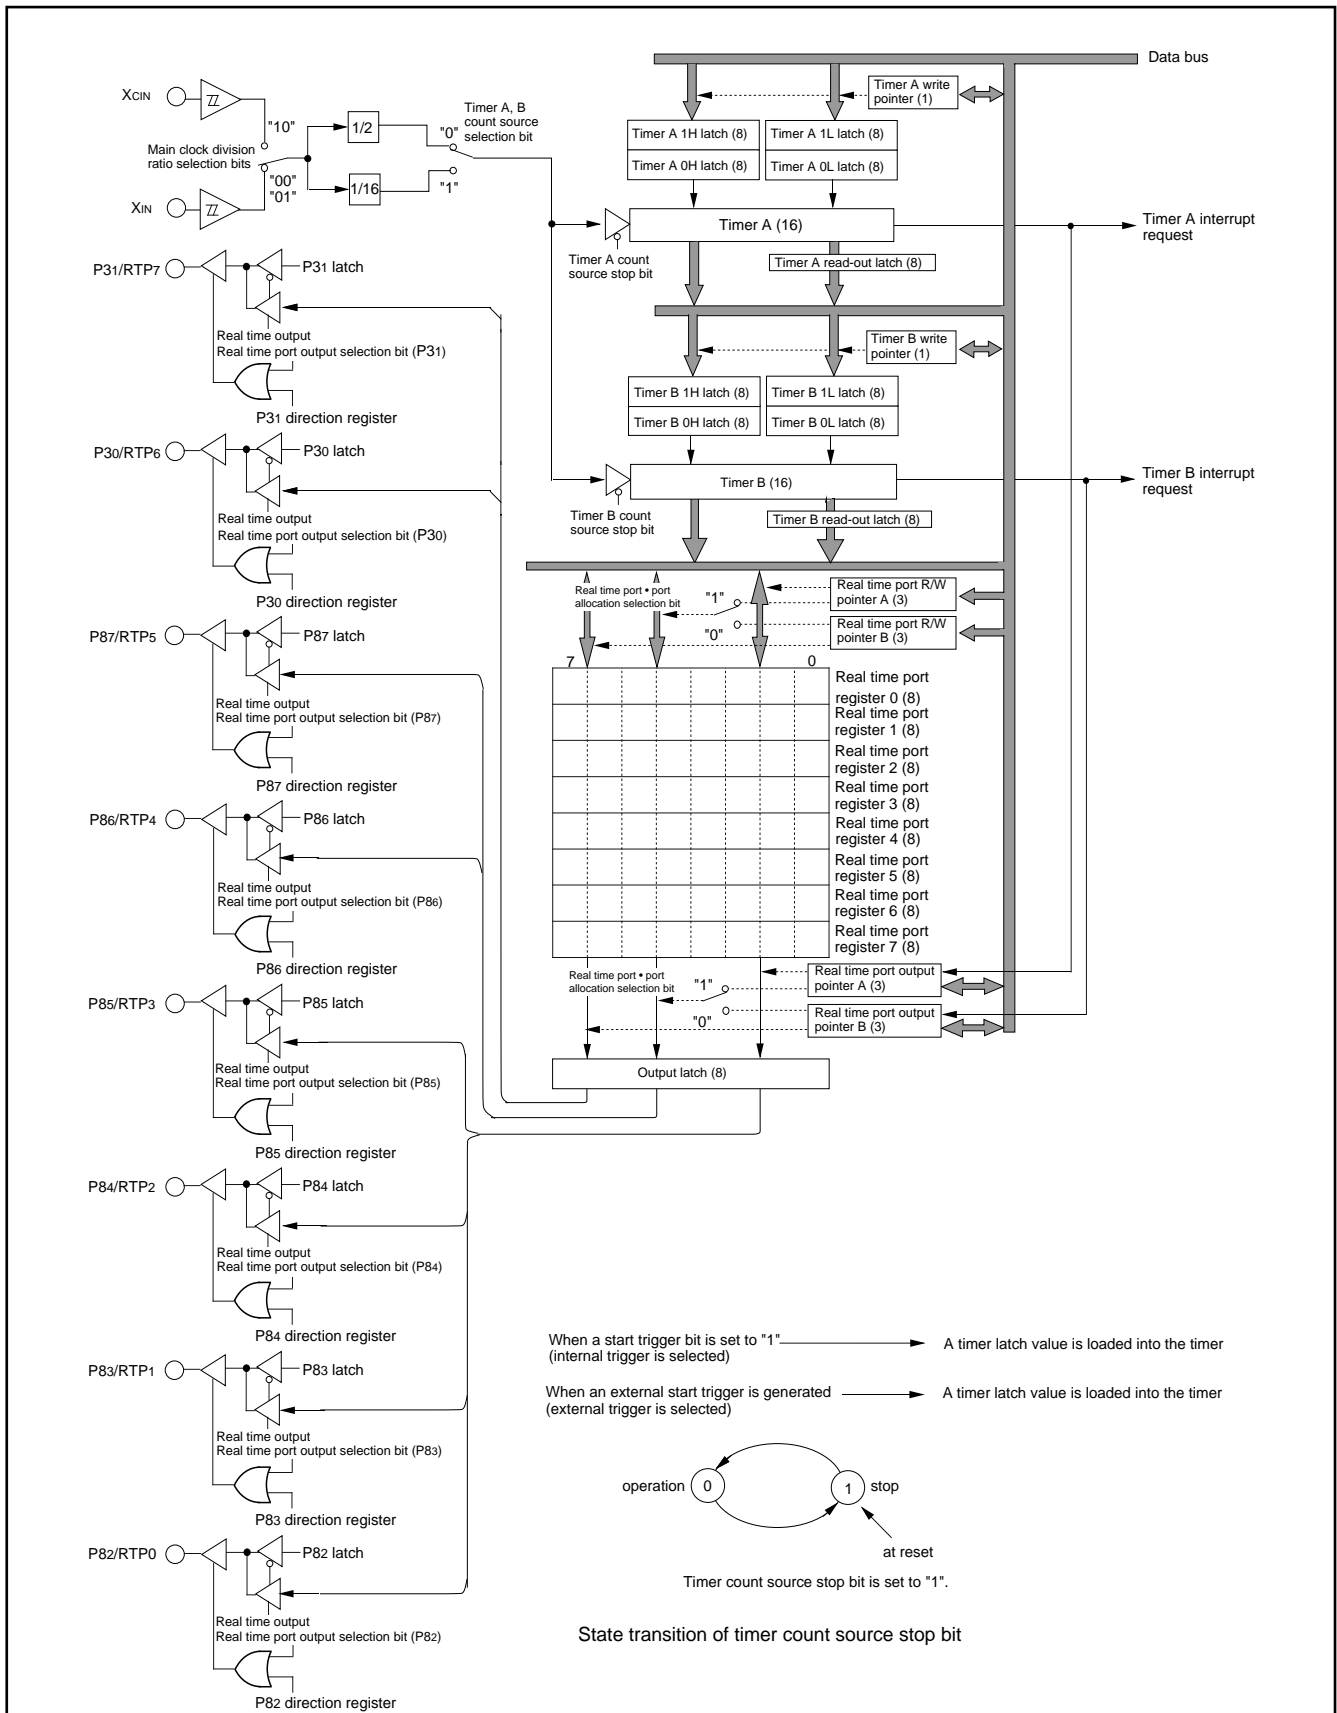 Data bus
XCIN
"10"
Main clock division
ratio selection bits
"00"
"01"
XIN
1/2
1/16
Timer A, B
count source
selection bit
"0"
"1"
Timer A write
pointer (1)
Timer A 1H latch (8)
Timer A 1L latch (8)
Timer A 0H latch (8)
Timer A 0L latch (8)
Timer A (16)
Timer A interrupt
request
Timer A count
source stop bit
Timer A read-out latch (8)
Timer B write
pointer (1)
Timer B 1H latch (8)
Timer B 1L latch (8)
Timer B 0H latch (8)
Timer B 0L latch (8)
Timer B (16)
Timer B interrupt
request
Timer B count
source stop bit
Timer B read-out latch (8)
Real time port • port
allocation selection bit
"1"
"0"
Real time port R/W
pointer A (3)
Real time port R/W
pointer B (3)
7
0
Real time port
register 0 (8)
Real time port
register 1 (8)
Real time port
register 2 (8)
Real time port
register 3 (8)
Real time port
register 4 (8)
Real time port
register 5 (8)
Real time port
register 6 (8)
Real time port
register 7 (8)
Real time port • port
allocation selection bit
"1"
"0"
Real time port output
pointer A (3)
Real time port output
pointer B (3)
Output latch (8)
P31/RTP7
P31 latch
Real time output
Real time port output selection bit (P31)
P31 direction register
P30/RTP6
P30 latch
Real time output
Real time port output selection bit (P30)
P30 direction register
P87/RTP5
P87 latch
Real time output
Real time port output selection bit (P87)
P87 direction register
P86/RTP4
P86 latch
Real time output
Real time port output selection bit (P86)
P86 direction register
P85/RTP3
P85 latch
Real time output
Real time port output selection bit (P85)
P85 direction register
P84/RTP2
P84 latch
Real time output
Real time port output selection bit (P84)
P84 direction register
P83/RTP1
P83 latch
Real time output
Real time port output selection bit (P83)
P83 direction register
P82/RTP0
P82 latch
Real time output
Real time port output selection bit (P82)
P82 direction register
When a start trigger bit is set to "1"
(internal trigger is selected)
A timer latch value is loaded into the timer
When an external start trigger is generated
(external trigger is selected)
A timer latch value is loaded into the timer
operation
0
1
stop
at reset
Timer count source stop bit is set to "1".
State transition of timer count source stop bit